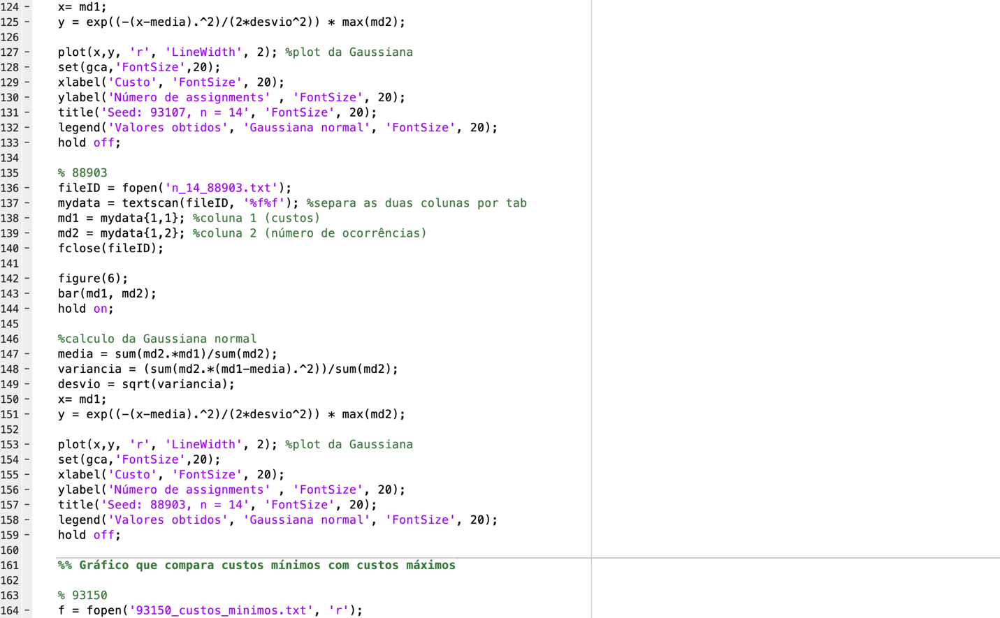 124 – x= md1;
125 – y = exp((-(x-media).^2)/(2*desvio^2)) * max(md2);
126
127 – plot(x,y, 'r', 'LineWidth', 2); %plot da Gaussiana
128 – set(gca,'FontSize',20);
129 – xlabel('Custo', 'FontSize', 20);
130 – ylabel('Número de assignments' , 'FontSize', 20);
131 – title('Seed: 93107, n = 14', 'FontSize', 20);
132 – legend('Valores obtidos', 'Gaussiana normal', 'FontSize', 20);
133 – hold off;
134
135 % 88903
136 – fileID = fopen('n_14_88903.txt');
137 – mydata = textscan(fileID, '%f%f'); %separa as duas colunas por tab
138 – md1 = mydata{1,1}; %coluna 1 (custos)
139 – md2 = mydata{1,2}; %coluna 2 (número de ocorrências)
140 – fclose(fileID);
141
142 – figure(6);
143 – bar(md1, md2);
144 – hold on;
145
146 %calculo da Gaussiana normal
147 – media = sum(md2.*md1)/sum(md2);
148 – variancia = (sum(md2.*(md1-media).^2))/sum(md2);
149 – desvio = sqrt(variancia);
150 – x= md1;
151 – y = exp((-(x-media).^2)/(2*desvio^2)) * max(md2);
152
153 – plot(x,y, 'r', 'LineWidth', 2); %plot da Gaussiana
154 – set(gca,'FontSize',20);
155 – xlabel('Custo', 'FontSize', 20);
156 – ylabel('Número de assignments' , 'FontSize', 20);
157 – title('Seed: 88903, n = 14', 'FontSize', 20);
158 – legend('Valores obtidos', 'Gaussiana normal', 'FontSize', 20);
159 – hold off;
160
161 %% Gráfico que compara custos mínimos com custos máximos
162
163 % 93150
164 – f = fopen('93150_custos_minimos.txt', 'r');